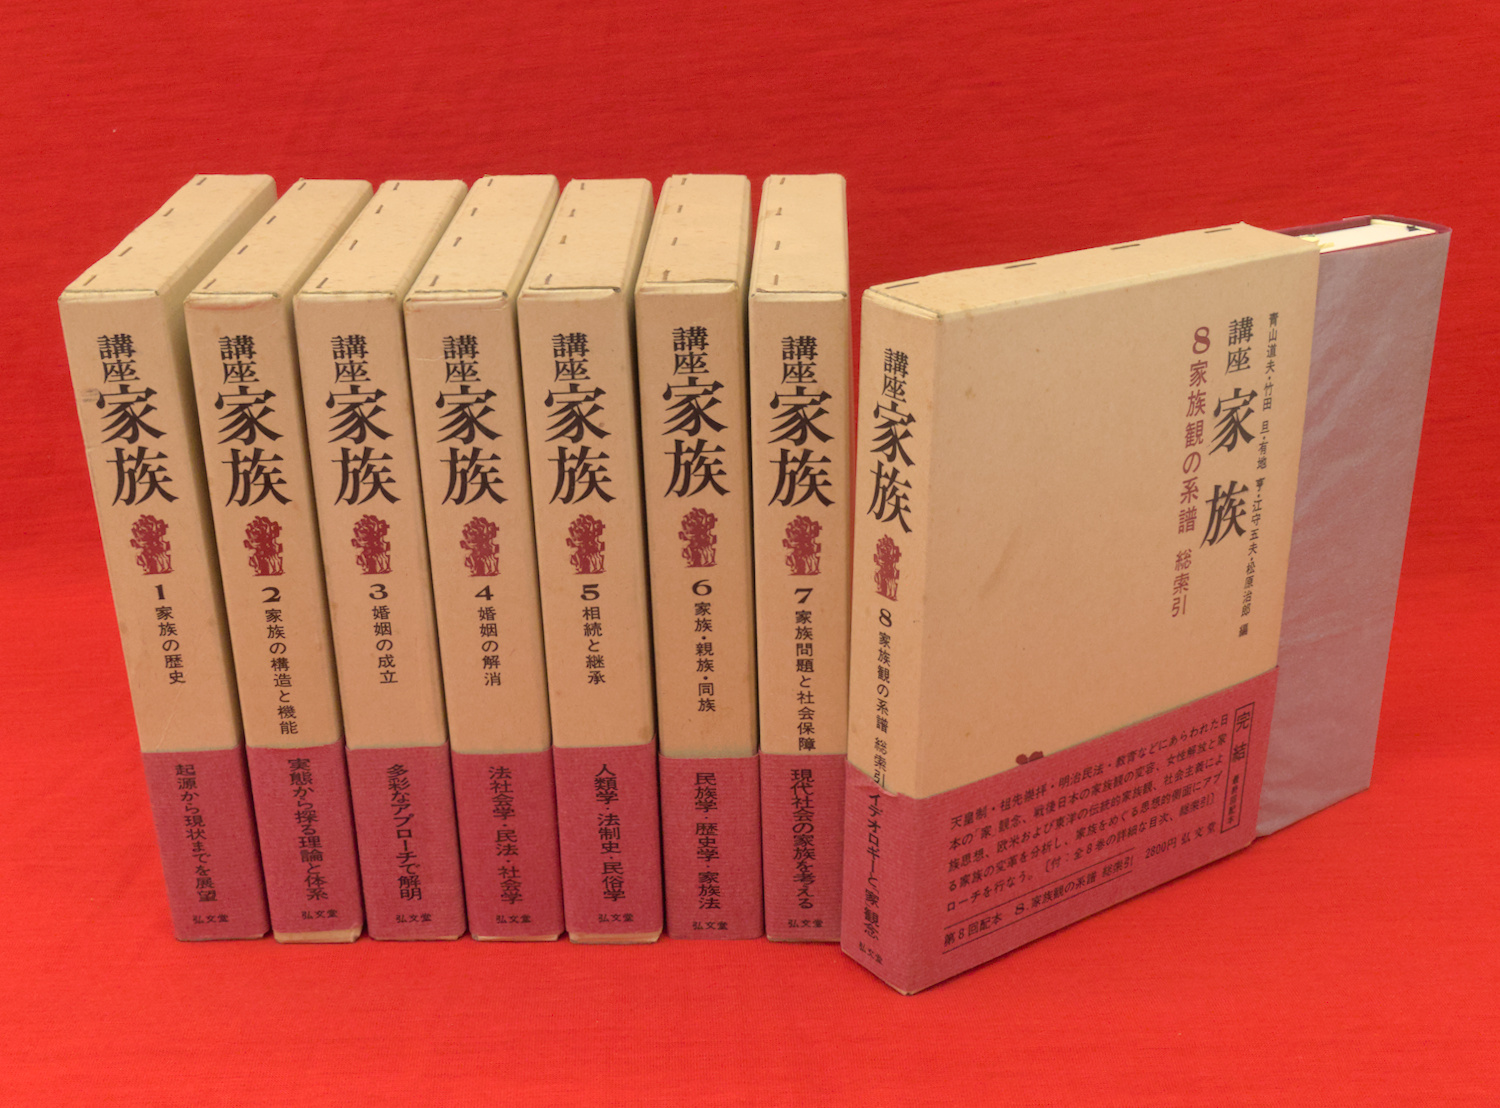 講座
家族
1
家族の歴史
起源から現状までを展望
弘文堂
講座
家族
2
家族の構造と機能
実態から探る理論と体系
弘文堂
講座
家族
3
婚姻の成立
多彩なアプローチで解明
弘文堂
講座
家族
4
婚姻の解消
法社会学・民法・社会学
弘文堂
講座
家族
5
相続と継承
人類学・法制史・民俗学
弘文堂
講座
家族
6
家族・親族・同族
民族学・歴史学・家族法
弘文堂
講座
家族
7
家族問題と社会保障
現代社会の家族を考える
弘文堂
講座
家族
8
家族観の系譜 総索引
イデオロギーと「家」観念
弘文堂
青山道夫・竹田 旦・有地 亨・江守五夫・松原治郎 編
講座 家族
8 家族観の系譜 総索引
完結
天皇制・祖先崇拝・明治民法・教育などにあらわれた日
本の「家」観念、戦後日本の家族観の変容、女性解放と家
族思想、欧米および東洋の伝統的家族観、社会主義によ
る家族の変革を分析し、家族をめぐる思想的側面にアプ
ローチを行なう。〔付:全8巻の詳細な目次、総索引〕
第8回配本 8.家族観の系譜 総索引 2800円 弘文堂